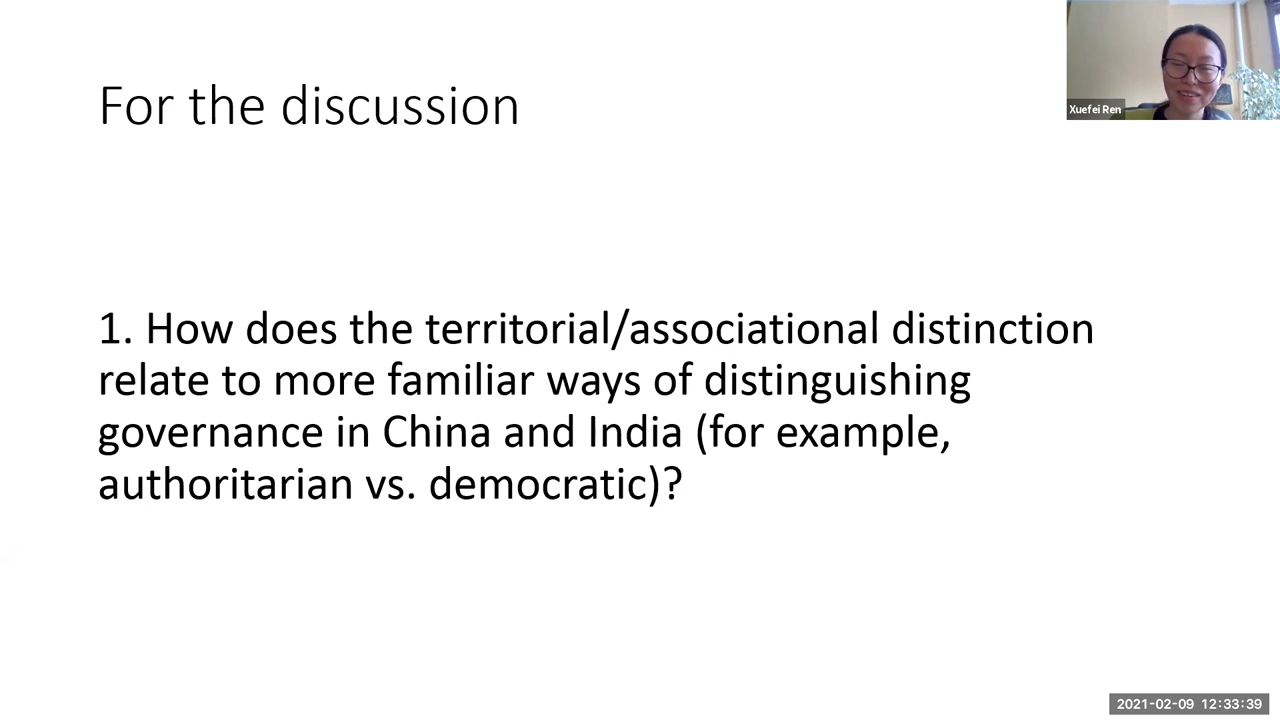 For the discussion
Xuefei Ren
1. How does the territorial/associational distinction
relate to more familiar ways of distinguishing
governance in China and India (for example,
authoritarian vs. democratic)?
2021-02-09 12:33:39